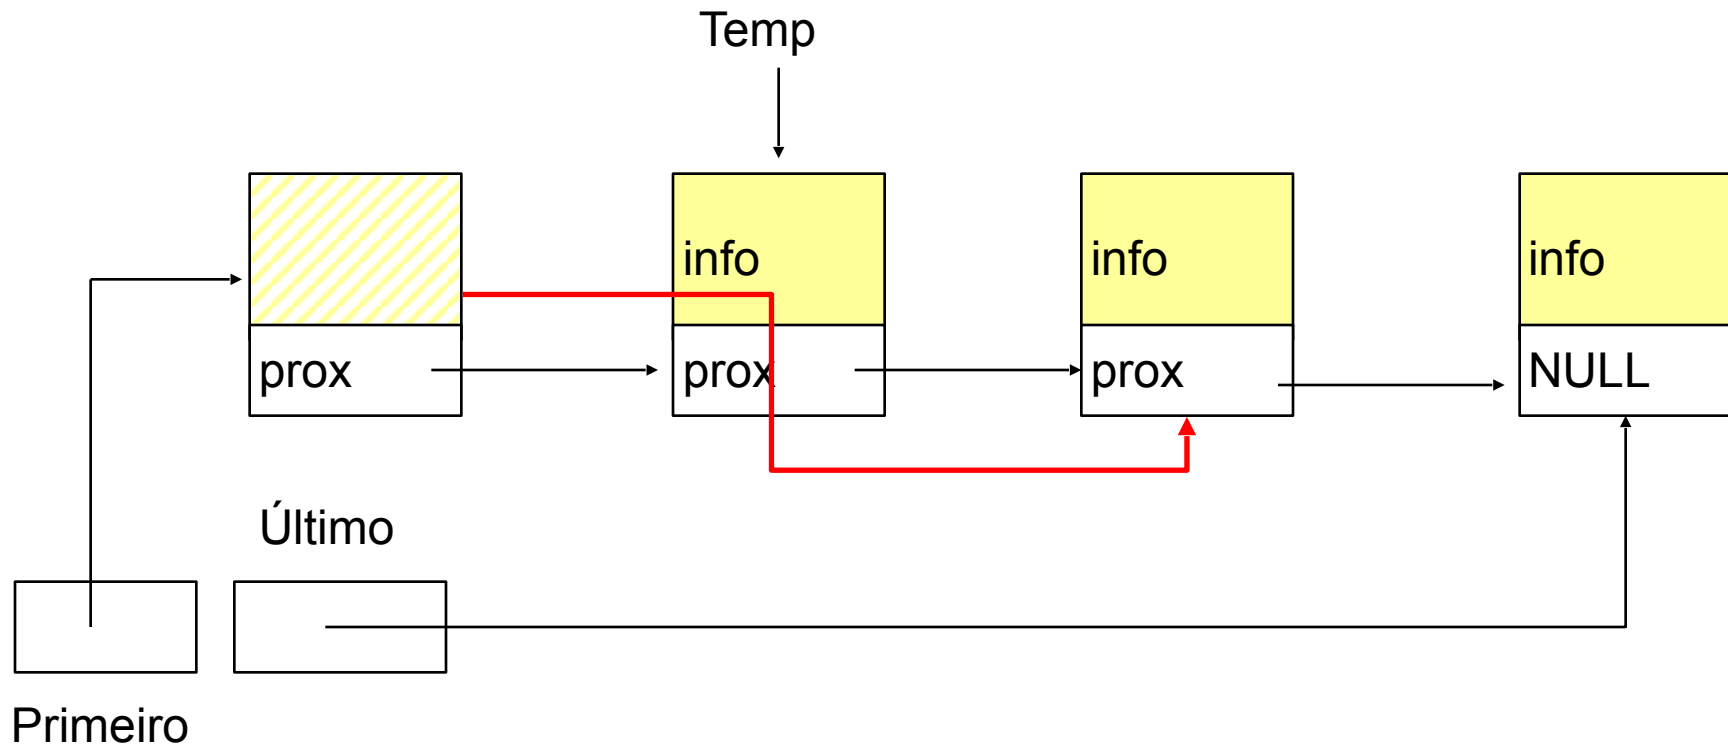 Temp
info
info
info
prox
prox
prox
NULL
Último
Primeiro